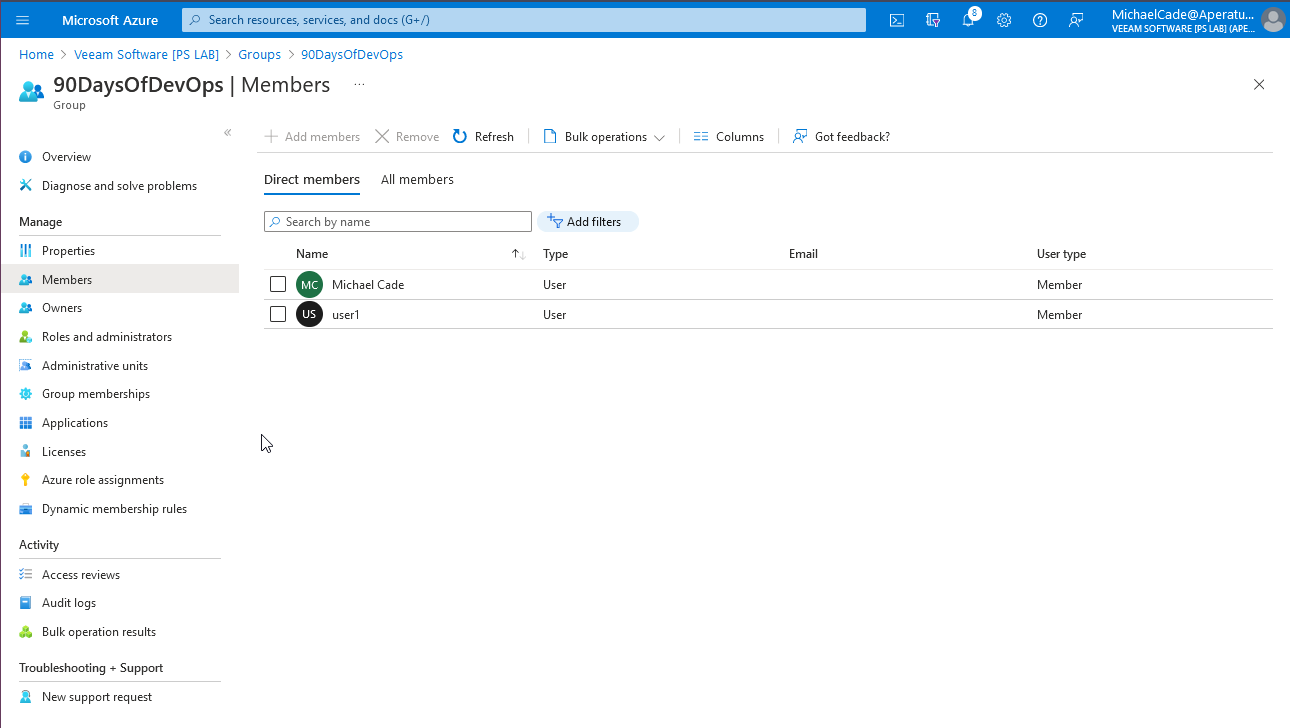 Microsoft Azure
Search resources, services, and docs (G+/)
8
MichaelCade@Aperatu...
VEEAM SOFTWARE [PS LAB] (APE...
Home > Veeam Software [PS LAB] > Groups > 90DaysOfDevOps
90DaysOfDevOps | Members ...
Group
«
Add members Remove Refresh Bulk operations Columns Got feedback?
Overview
Diagnose and solve problems
Manage
Properties
Members
Owners
Roles and administrators
Administrative units
Group memberships
Applications
Licenses
Azure role assignments
Dynamic membership rules
Activity
Access reviews
Audit logs
Bulk operation results
Troubleshooting + Support
New support request
Direct members All members
Search by name Add filters
Name Type Email User type
MC Michael Cade User Member
US user1 User Member